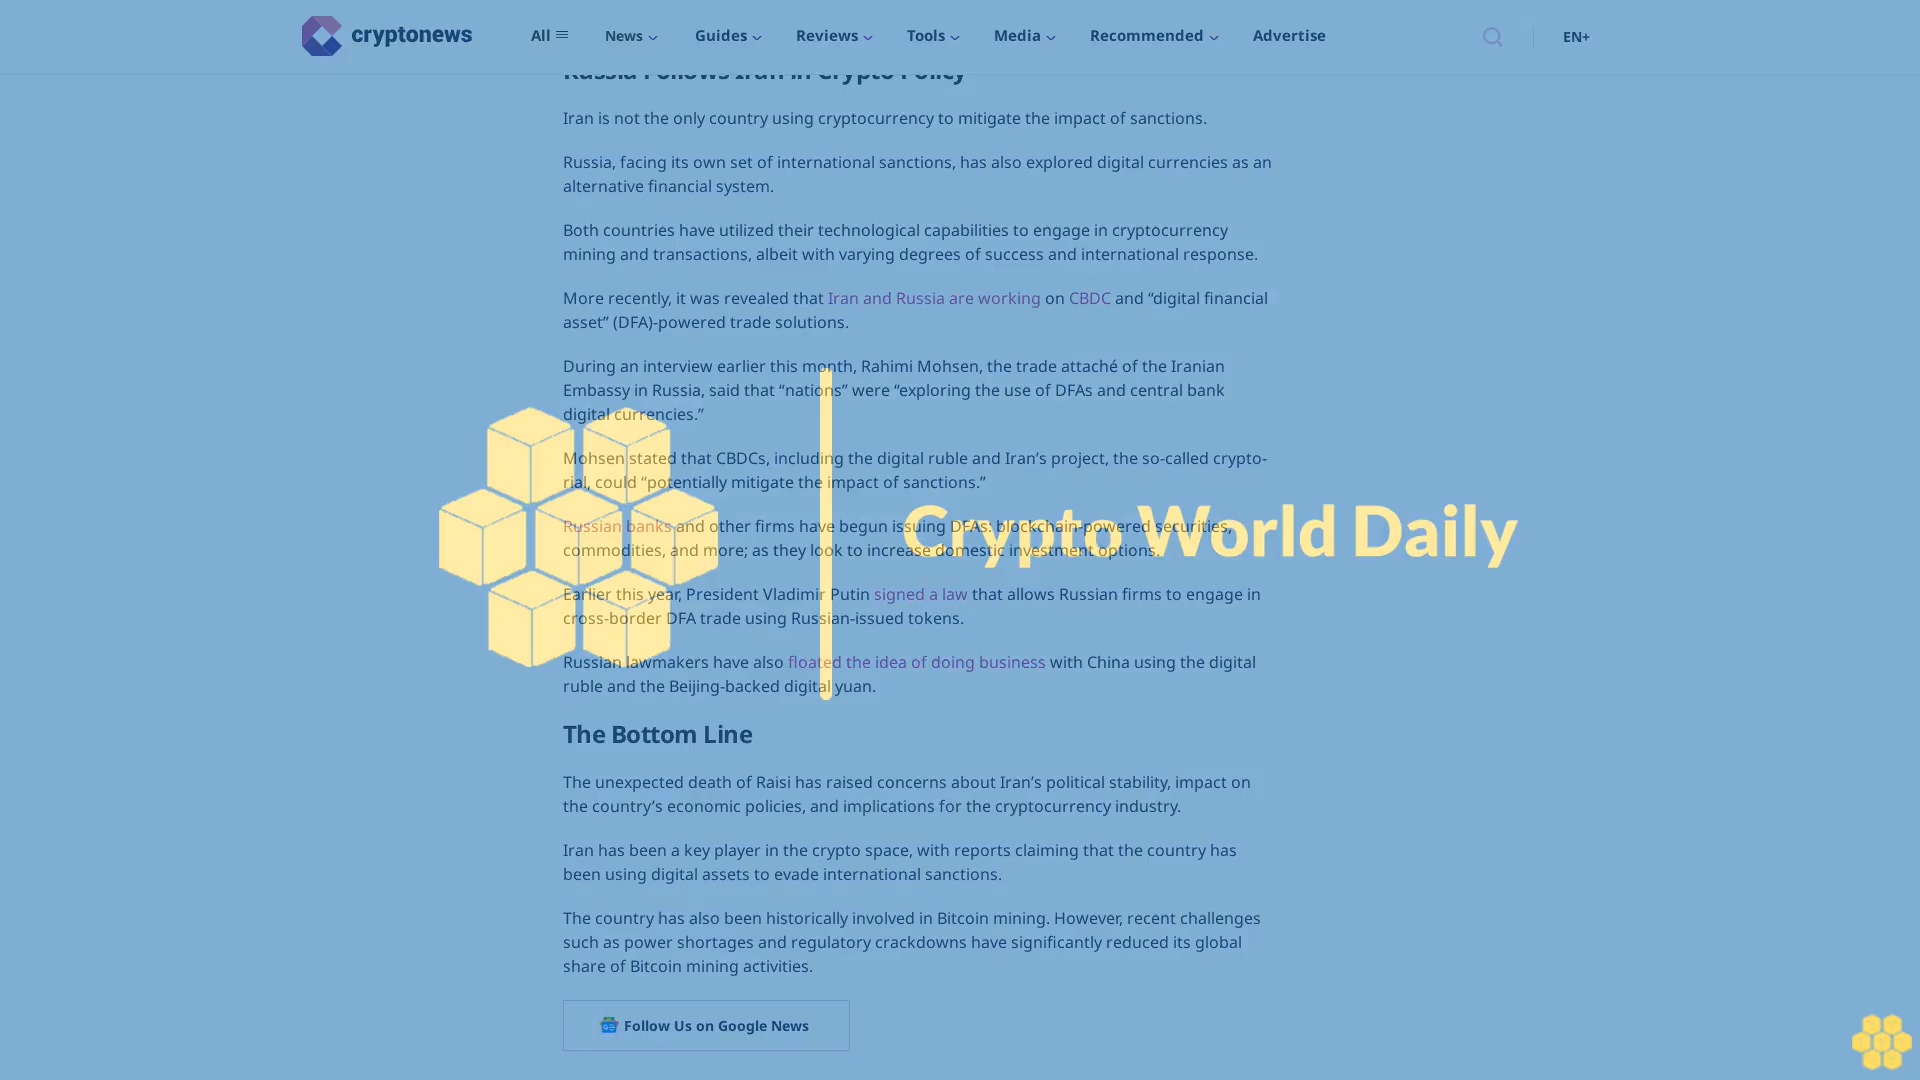 cryptonews
All
News
Guides
Reviews
Tools
Media
Recommended
Advertise
EN+
Russia Follows Iran in Crypto Policy
Iran is not the only country using cryptocurrency to mitigate the impact of sanctions.
Russia, facing its own set of international sanctions, has also explored digital currencies as an
alternative financial system.
Both countries have utilized their technological capabilities to engage in cryptocurrency
mining and transactions, albeit with varying degrees of success and international response.
More recently, it was revealed that Iran and Russia are working on CBDC and “digital financial
asset” (DFA)-powered trade solutions.
During an interview earlier this month, Rahimi Mohsen, the trade attaché of the Iranian
Embassy in Russia, said that “nations” were “exploring the use of DFAs and central bank
digital currencies.”
Mohsen stated that CBDCs, including the digital ruble and Iran’s project, the so-called crypto-
rial, could “potentially mitigate the impact of sanctions.”
Russian banks and other firms have begun issuing DFAs: blockchain-powered securities,
commodities, and more; as they look to increase domestic investment options.
Crypto World Daily
Earlier this year, President Vladimir Putin signed a law that allows Russian firms to engage in
cross-border DFA trade using Russian-issued tokens.
Russian lawmakers have also floated the idea of doing business with China using the digital
ruble and the Beijing-backed digital yuan.
The Bottom Line
The unexpected death of Raisi has raised concerns about Iran’s political stability, impact on
the country’s economic policies, and implications for the cryptocurrency industry.
Iran has been a key player in the crypto space, with reports claiming that the country has
been using digital assets to evade international sanctions.
The country has also been historically involved in Bitcoin mining. However, recent challenges
such as power shortages and regulatory crackdowns have significantly reduced its global
share of Bitcoin mining activities.
Follow Us on Google News